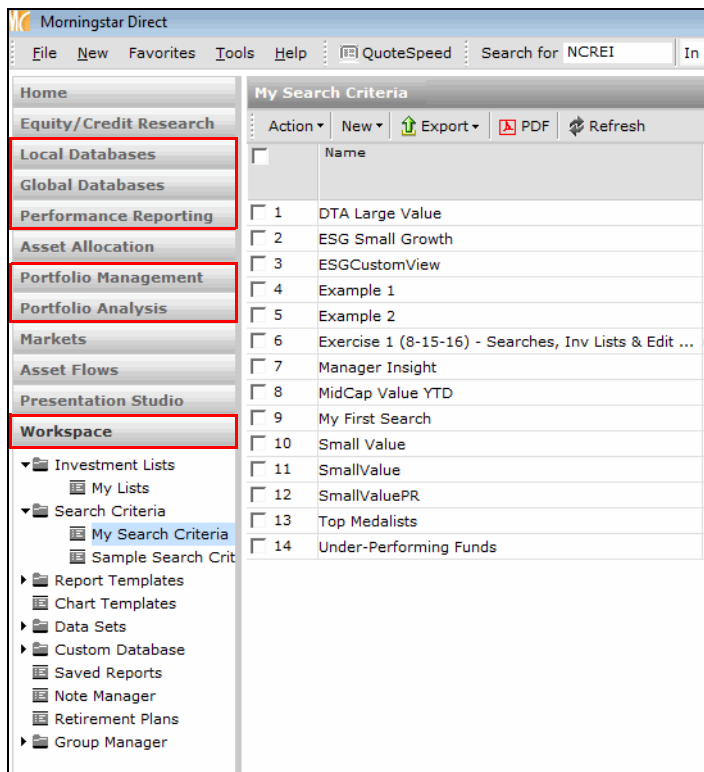 Morningstar Direct
File New Favorites Tools Help QuoteSpeed Search for NCREI In
Home
Equity/Credit Research
Local Databases
Global Databases
Performance Reporting
Asset Allocation
Portfolio Management
Portfolio Analysis
Markets
Asset Flows
Presentation Studio
Workspace
Investment Lists
My Lists
Search Criteria
My Search Criteria
Sample Search Crit
Report Templates
Chart Templates
Data Sets
Custom Database
Saved Reports
Note Manager
Retirement Plans
Group Manager
My Search Criteria
Action New Export PDF Refresh
Name
1 DTA Large Value
2 ESG Small Growth
3 ESGCustomView
4 Example 1
5 Example 2
6 Exercise 1 (8-15-16) - Searches, Inv Lists & Edit ...
7 Manager Insight
8 MidCap Value YTD
9 My First Search
10 Small Value
11 SmallValue
12 SmallValuePR
13 Top Medalists
14 Under-Performing Funds